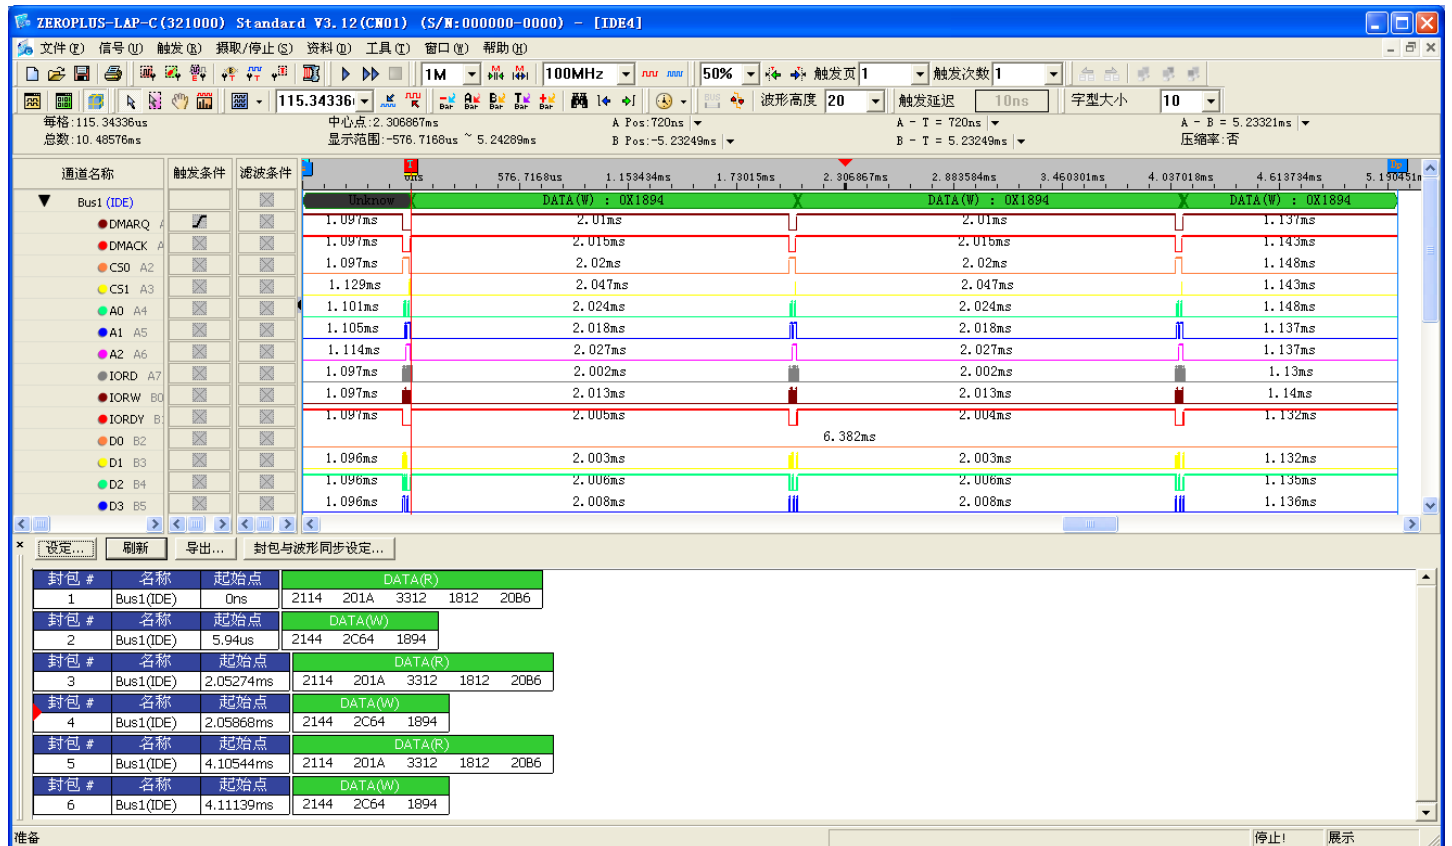 ZEROPLUS-LAP-C(321000) Standard V3.12(CN01) (S/N:000000-0000) - [IDE4]
文件(F) 信号(U) 触发(R) 撷取/停止(S) 资料(D) 工具(T) 窗口(W) 帮助(H)
1M 100MHz 50% 触发页 1 触发次数 1
115.34336 波形高度 20 触发延迟 10ns 字型大小 10
每格:115.34336us 中心点:2.306867ms A Pos:720ns A - T = 720ns A - B = 5.23321ms
总数:10.48576ms 显示范围:-576.7168us ~ 5.24289ms B Pos:-5.23249ms B - T = 5.23249ms 压缩率:否
通道名称 触发条件 滤波条件 0ns 576.7168us 1.153434ms 1.73015ms 2.306867ms 2.883584ms 3.460301ms 4.037018ms 4.613734ms 5.190451m
Bus1 (IDE) Unknow DATA(W) : 0X1894 DATA(W) : 0X1894 DATA(W) : 0X1894
DMARQ 1.097ms 2.01ms 2.01ms 1.137ms
DMACK A 1.097ms 2.015ms 2.015ms 1.143ms
CS0 A2 1.097ms 2.02ms 2.02ms 1.148ms
CS1 A3 1.129ms 2.047ms 2.047ms 1.143ms
A0 A4 1.101ms 2.024ms 2.024ms 1.148ms
A1 A5 1.105ms 2.018ms 2.018ms 1.137ms
A2 A6 1.114ms 2.027ms 2.027ms 1.137ms
IORD A7 1.097ms 2.002ms 2.002ms 1.13ms
IORW B0 1.097ms 2.013ms 2.013ms 1.14ms
IORDY B 1.097ms 2.005ms 2.004ms 1.132ms
D0 B2 6.382ms
D1 B3 1.096ms 2.003ms 2.003ms 1.132ms
D2 B4 1.096ms 2.006ms 2.006ms 1.135ms
D3 B5 1.096ms 2.008ms 2.008ms 1.136ms
设定... 刷新 导出... 封包与波形同步设定...
封包 # 名称 起始点 DATA(R)
1 Bus1(IDE) 0ns 2114 201A 3312 1812 20B6
封包 # 名称 起始点 DATA(W)
2 Bus1(IDE) 5.94us 2144 2C64 1894
封包 # 名称 起始点 DATA(R)
3 Bus1(IDE) 2.05274ms 2114 201A 3312 1812 20B6
封包 # 名称 起始点 DATA(W)
4 Bus1(IDE) 2.05868ms 2144 2C64 1894
封包 # 名称 起始点 DATA(R)
5 Bus1(IDE) 4.10544ms 2114 201A 3312 1812 20B6
封包 # 名称 起始点 DATA(W)
6 Bus1(IDE) 4.11139ms 2144 2C64 1894
准备 停止! 展示